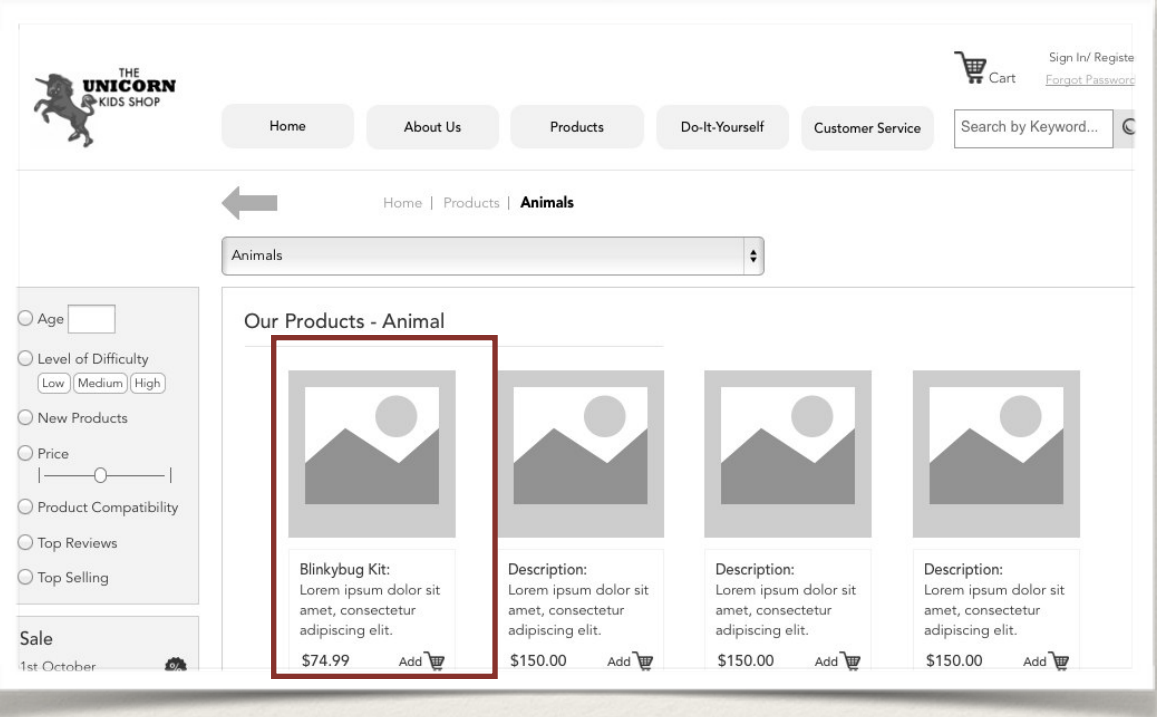 THE
UNICORN
KIDS SHOP
Cart
Sign In/ Registe
Forgot Password
Home
About Us
Products
Do-It-Yourself
Customer Service
Search by Keyword...
Home | Products | Animals
Animals
Age
Level of Difficulty
Low Medium High
New Products
Price
Product Compatibility
Top Reviews
Top Selling
Sale
1st October
%
Our Products - Animal
Blinkybug Kit:
Lorem ipsum dolor sit
amet, consectetur
adipiscing elit.
$74.99 Add
Description:
Lorem ipsum dolor sit
amet, consectetur
adipiscing elit.
$150.00 Add
Description:
Lorem ipsum dolor sit
amet, consectetur
adipiscing elit.
$150.00 Add
Description:
Lorem ipsum dolor sit
amet, consectetur
adipiscing elit.
$150.00 Add